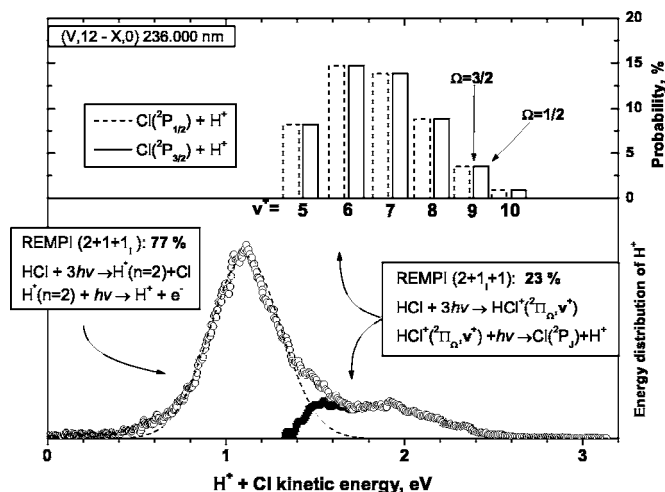 (V,12 - X,0) 236.000 nm
Cl(²P₁/₂) + H⁺
Cl(²P₃/₂) + H⁺
Ω=3/2
Ω=1/2
20
15
10
5
0
Probability, %
v⁺= 5 6 7 8 9 10
REMPI (2+1+1ᵢ): 77 %
HCl + 3hν→H*(n=2)+Cl
H*(n=2) + hν → H⁺ + e⁻
REMPI (2+1ᵢ+1): 23 %
HCl + 3hν → HCl⁺(²Π_Ω,v⁺)
HCl⁺(²Π_Ω,v⁺) +hν →Cl(²P_J)+H⁺
Energy distribution of H⁺
0 1 2 3
H⁺ + Cl kinetic energy, eV